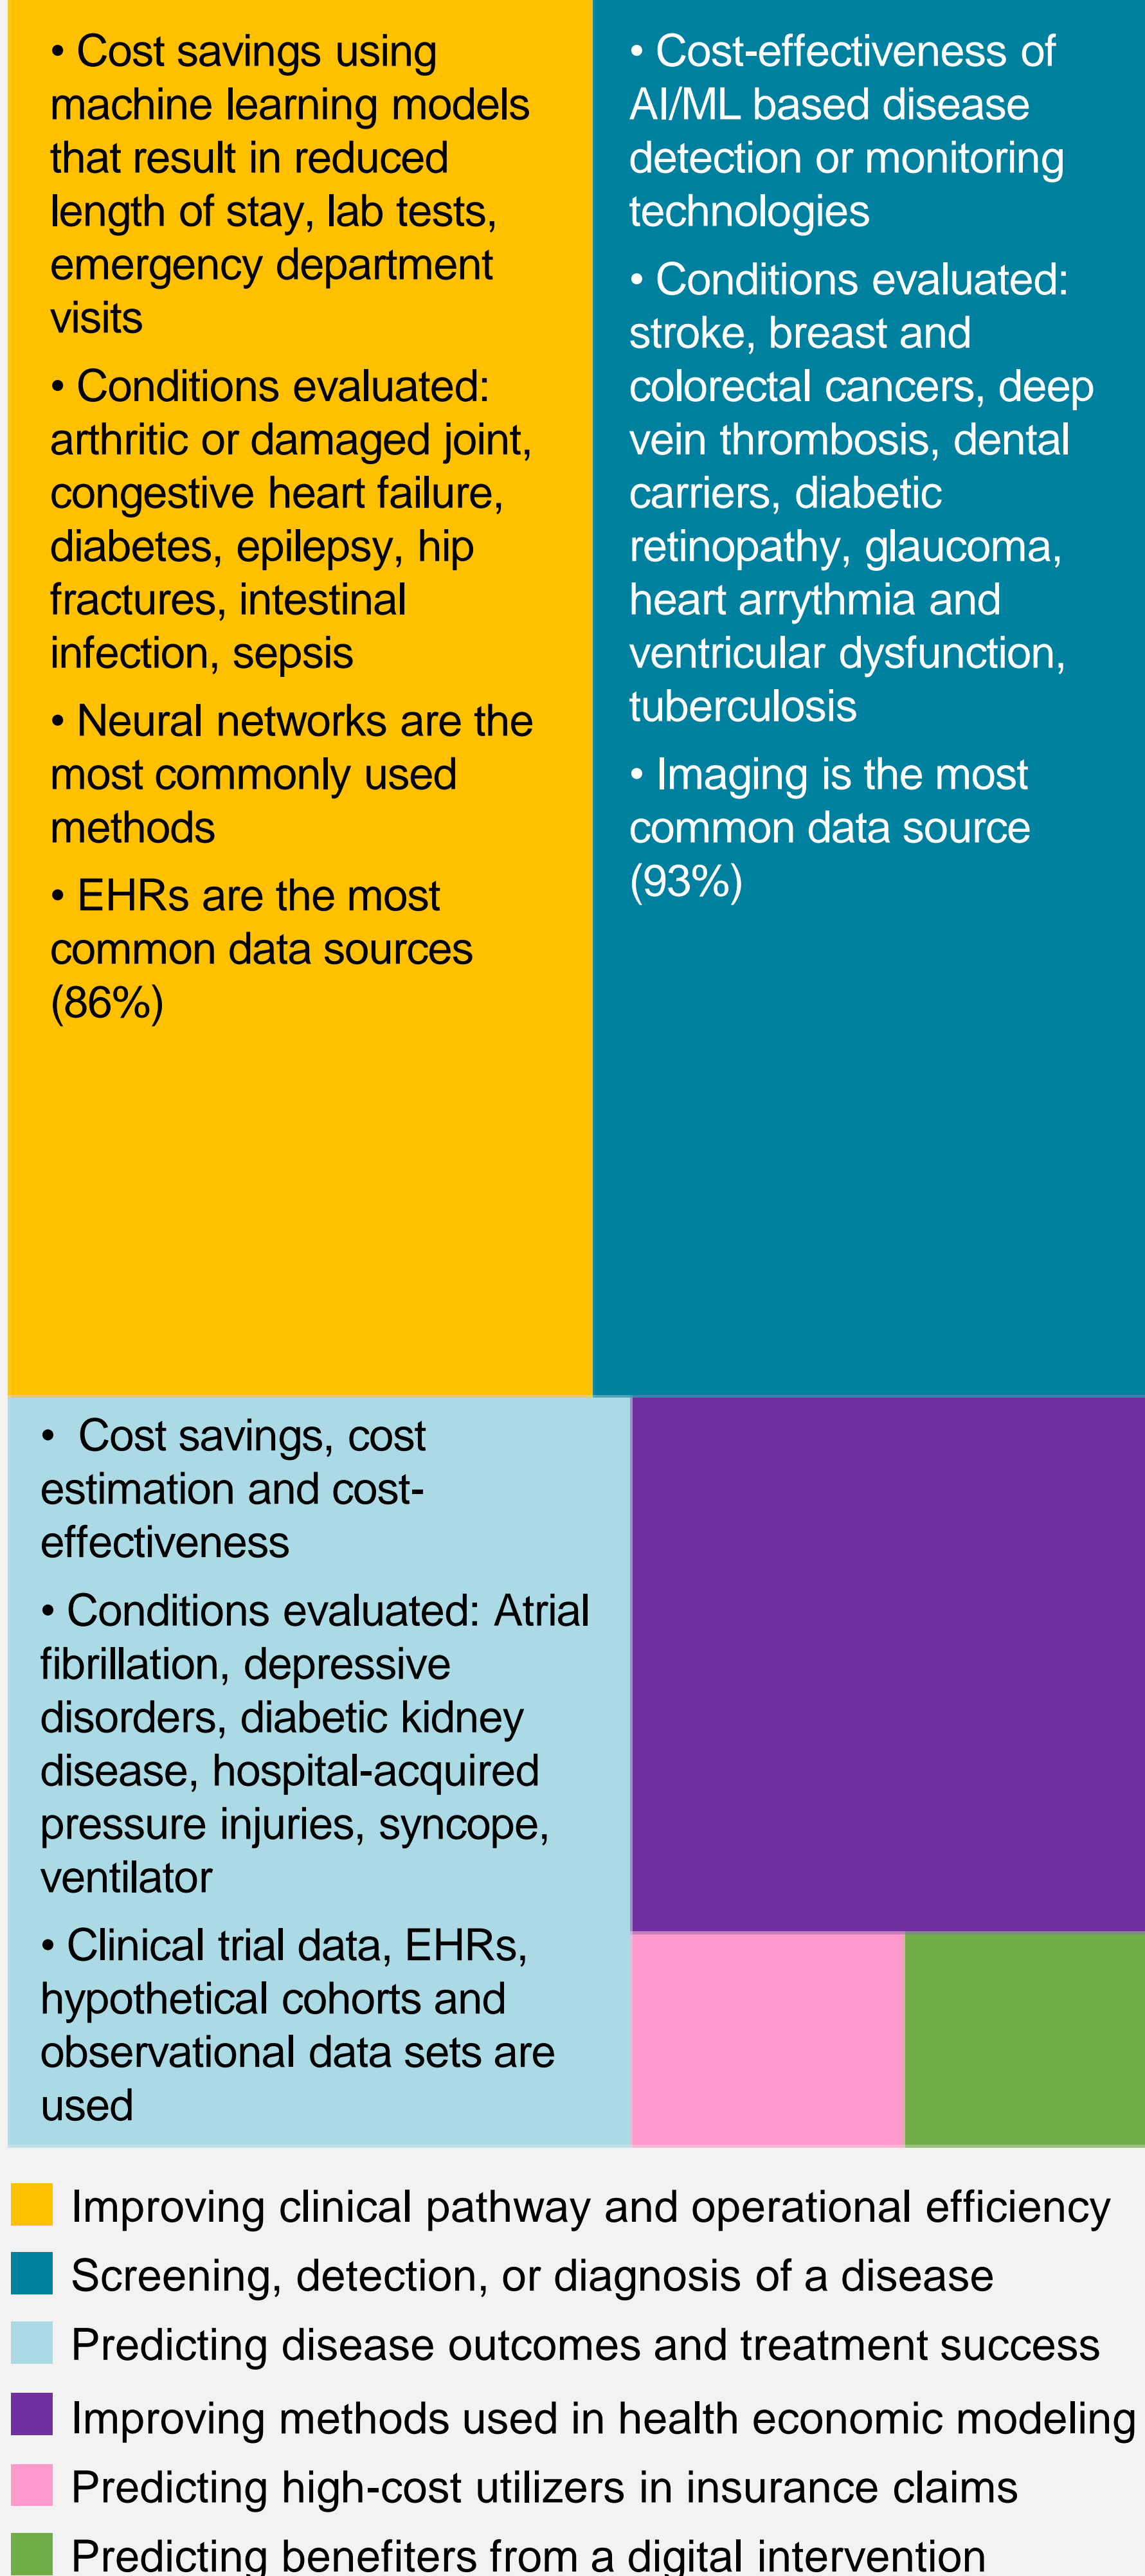 • Cost savings using
machine learning models
that result in reduced
length of stay, lab tests,
emergency department
visits
• Conditions evaluated:
arthritic or damaged joint,
congestive heart failure,
diabetes, epilepsy, hip
fractures, intestinal
infection, sepsis
• Neural networks are the
most commonly used
methods
• EHRs are the most
common data sources
(86%)
• Cost-effectiveness of
AI/ML based disease
detection or monitoring
technologies
• Conditions evaluated:
stroke, breast and
colorectal cancers, deep
vein thrombosis, dental
carriers, diabetic
retinopathy, glaucoma,
heart arrythmia and
ventricular dysfunction,
tuberculosis
• Imaging is the most
common data source
(93%)
• Cost savings, cost
estimation and cost-
effectiveness
• Conditions evaluated: Atrial
fibrillation, depressive
disorders, diabetic kidney
disease, hospital-acquired
pressure injuries, syncope,
ventilator
• Clinical trial data, EHRs,
hypothetical cohorts and
observational data sets are
used
Improving clinical pathway and operational efficiency
Screening, detection, or diagnosis of a disease
Predicting disease outcomes and treatment success
Improving methods used in health economic modeling
Predicting high-cost utilizers in insurance claims
Predicting benefiters from a digital intervention